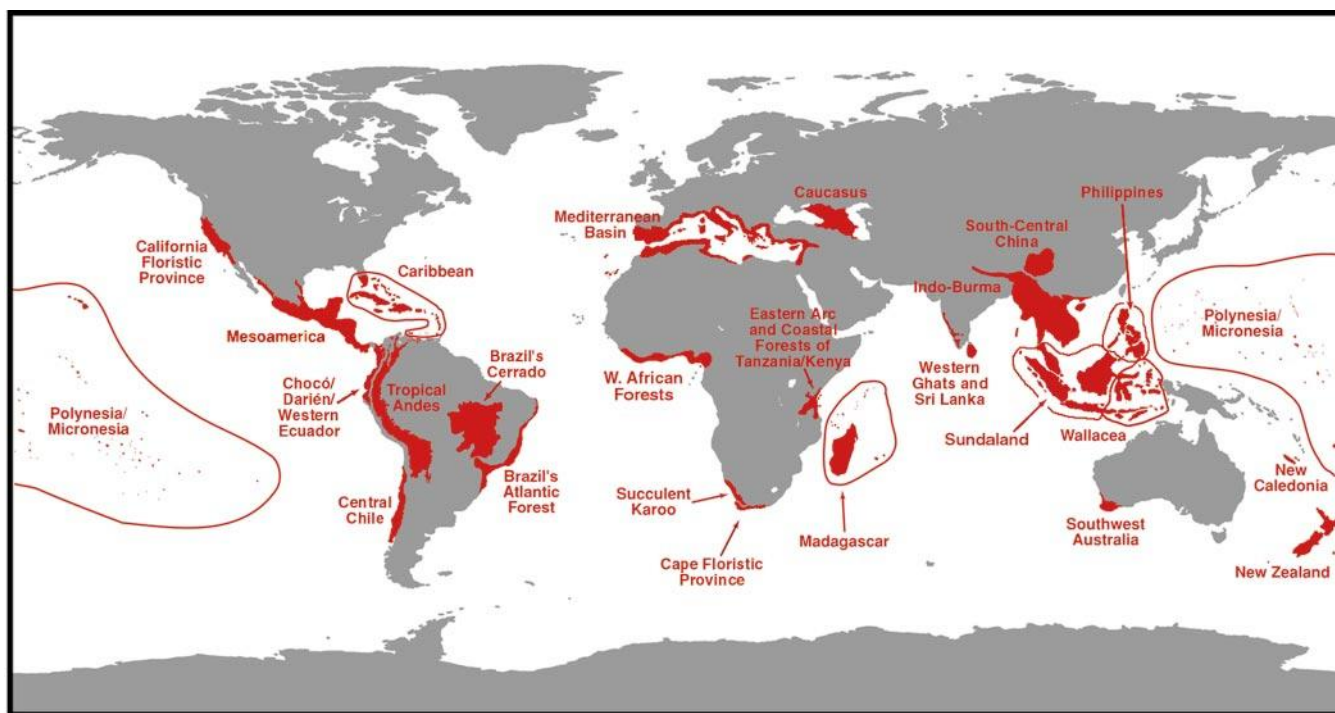 Caucasus
Philippines
Mediterranean
Basin
South-Central
China
California
Floristic
Province
Caribbean
Indo-Burma
Eastern Arc
and Coastal
Forests of
Tanzania/Kenya
Polynesia/
Micronesia
Mesoamerica
Brazil's
Cerrado
W. African
Forests
Western
Ghats and
Sri Lanka
Chocó/
Darién/
Western
Ecuador
Tropical
Andes
Polynesia/
Micronesia
Sundaland
Wallacea
Brazil's
Atlantic
Forest
New
Caledonia
Central
Chile
Succulent
Karoo
Madagascar
Southwest
Australia
Cape Floristic
Province
New Zealand